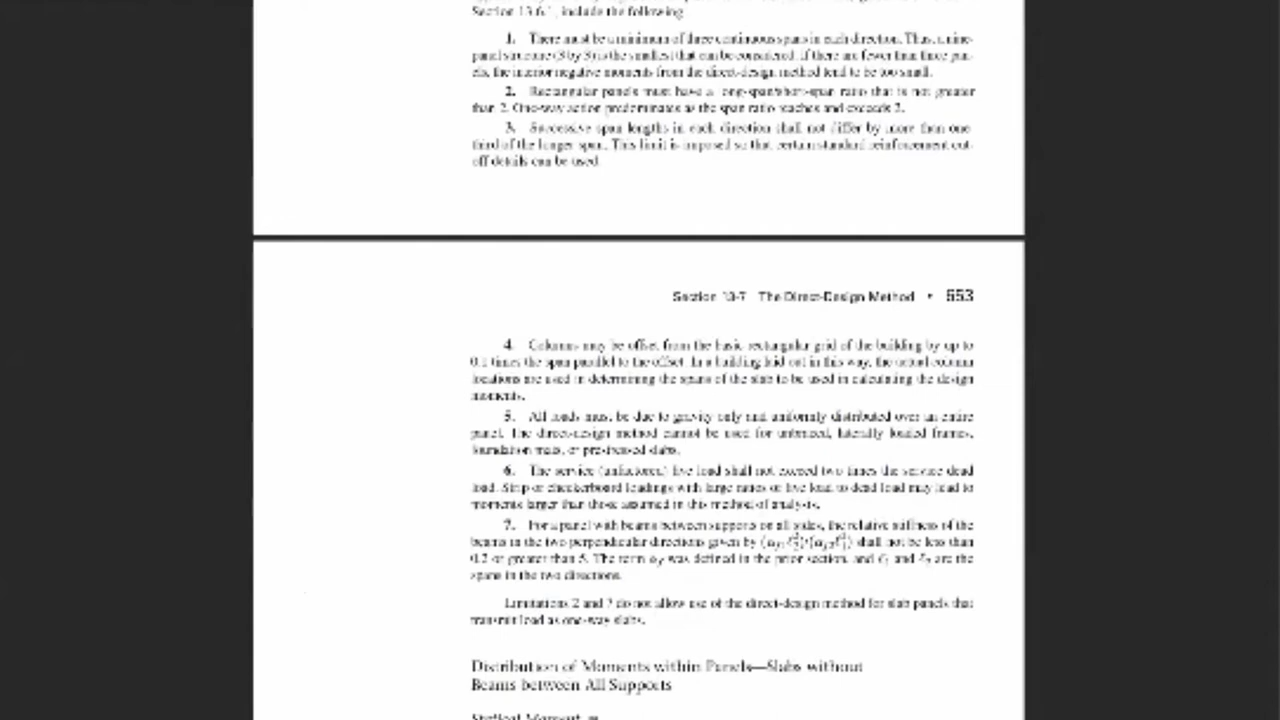 Section 13.6.1, include the following
1. There must be a minimum of three continuous spans in each direction. Thus, a nine-
panel structure (3 by 3) is the smallest that can be considered. If there are fewer than three pan-
els, the interior negative moments from the direct-design method tend to be too small.
2. Rectangular panels must have a long-span/short-span ratio that is not greater
than 2. One-way action predominates as the span ratio reaches and exceeds 2.
3. Successive span lengths in each direction shall not differ by more than one-
third of the longer span. This limit is imposed so that certain standard reinforcement cut-
off details can be used.
Section 13-7 The Direct-Design Method • 653
4. Columns may be offset from the basic rectangular grid of the building by up to
0.1 times the span parallel to the offset. In a building laid out in this way, the actual column
locations are used in determining the spans of the slab to be used in calculating the design
moments.
5. All loads must be due to gravity only and uniformly distributed over an entire
panel. The direct-design method cannot be used for unbraced, laterally loaded frames,
foundation mats, or prestressed slabs.
6. The service (unfactored) live load shall not exceed two times the service dead
load. Strip or checkerboard loadings with large ratios of live load to dead load may lead to
moments larger than those assumed in this method of analysis.
7. For a panel with beams between supports on all sides, the relative stiffness of the
beams in the two perpendicular directions given by (αf1ℓ2²)/(αf2ℓ1²) shall not be less than
0.2 or greater than 5. The term αf was defined in the prior section, and ℓ1 and ℓ2 are the
spans in the two directions.
Limitations 2 and 7 do not allow use of the direct-design method for slab panels that
transmit load as one-way slabs.
Distribution of Moments within Panels—Slabs without
Beams between All Supports
Statical Moment